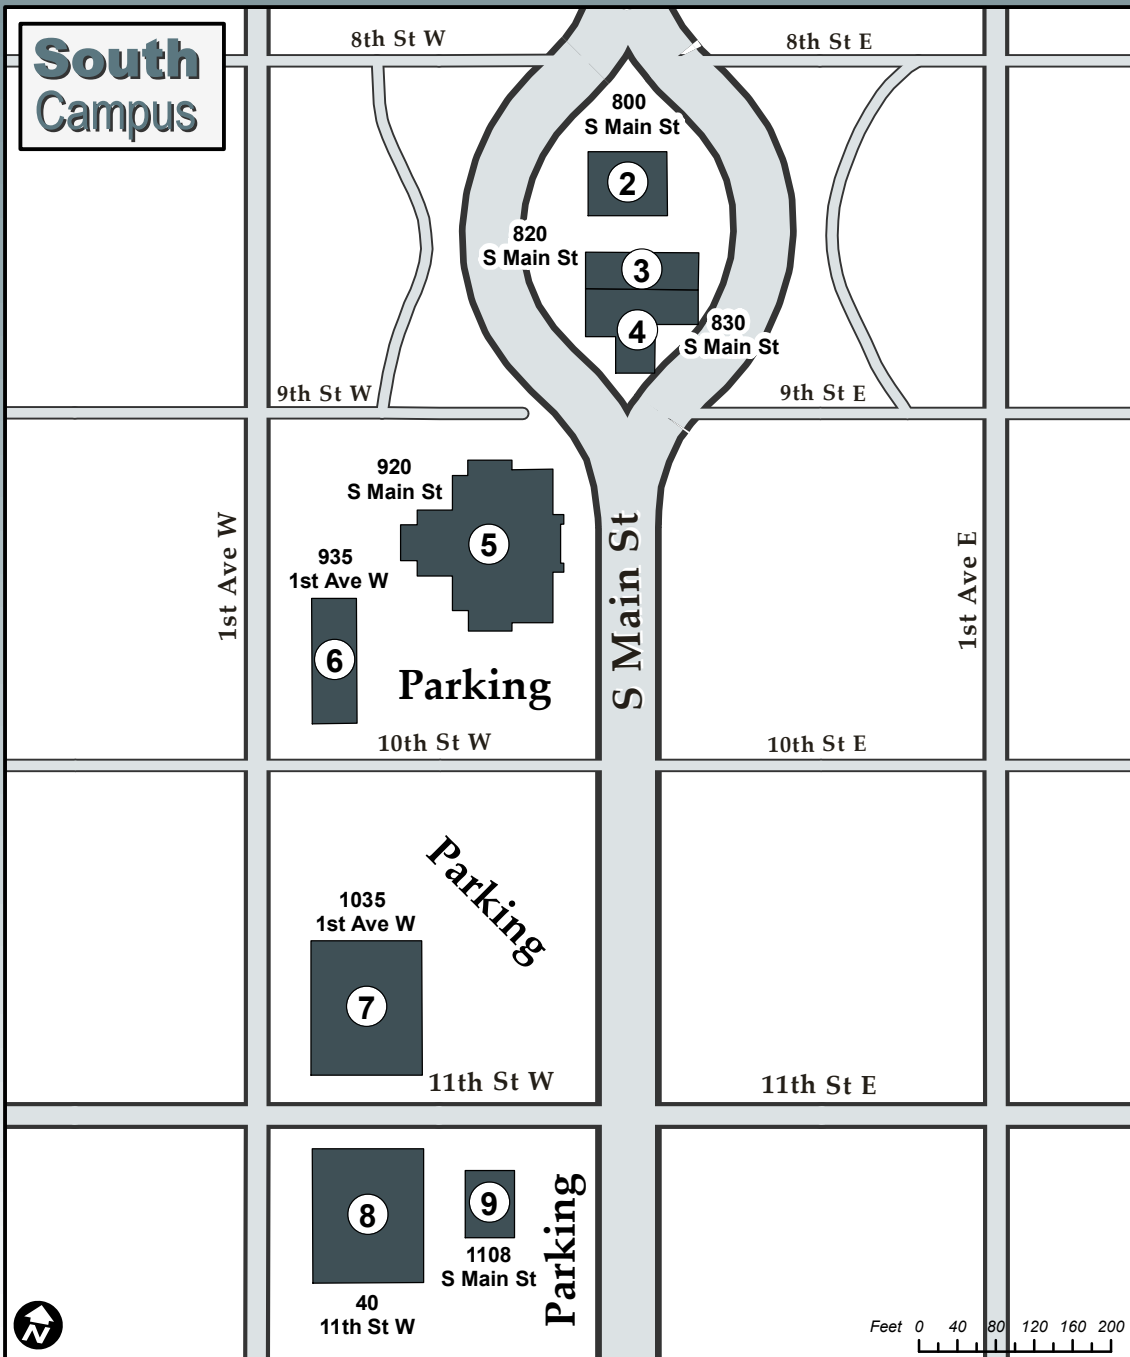 South
Campus
8th St W
8th St E
800
S Main St
2
820
S Main St
3
4
830
S Main St
9th St W
9th St E
920
S Main St
5
935
1st Ave W
6
1st Ave W
S Main St
1st Ave E
Parking
10th St W
10th St E
Parking
1035
1st Ave W
7
11th St W
11th St E
8
9
1108
S Main St
Parking
40
11th St W
N
Feet 0 40 80 120 160 200